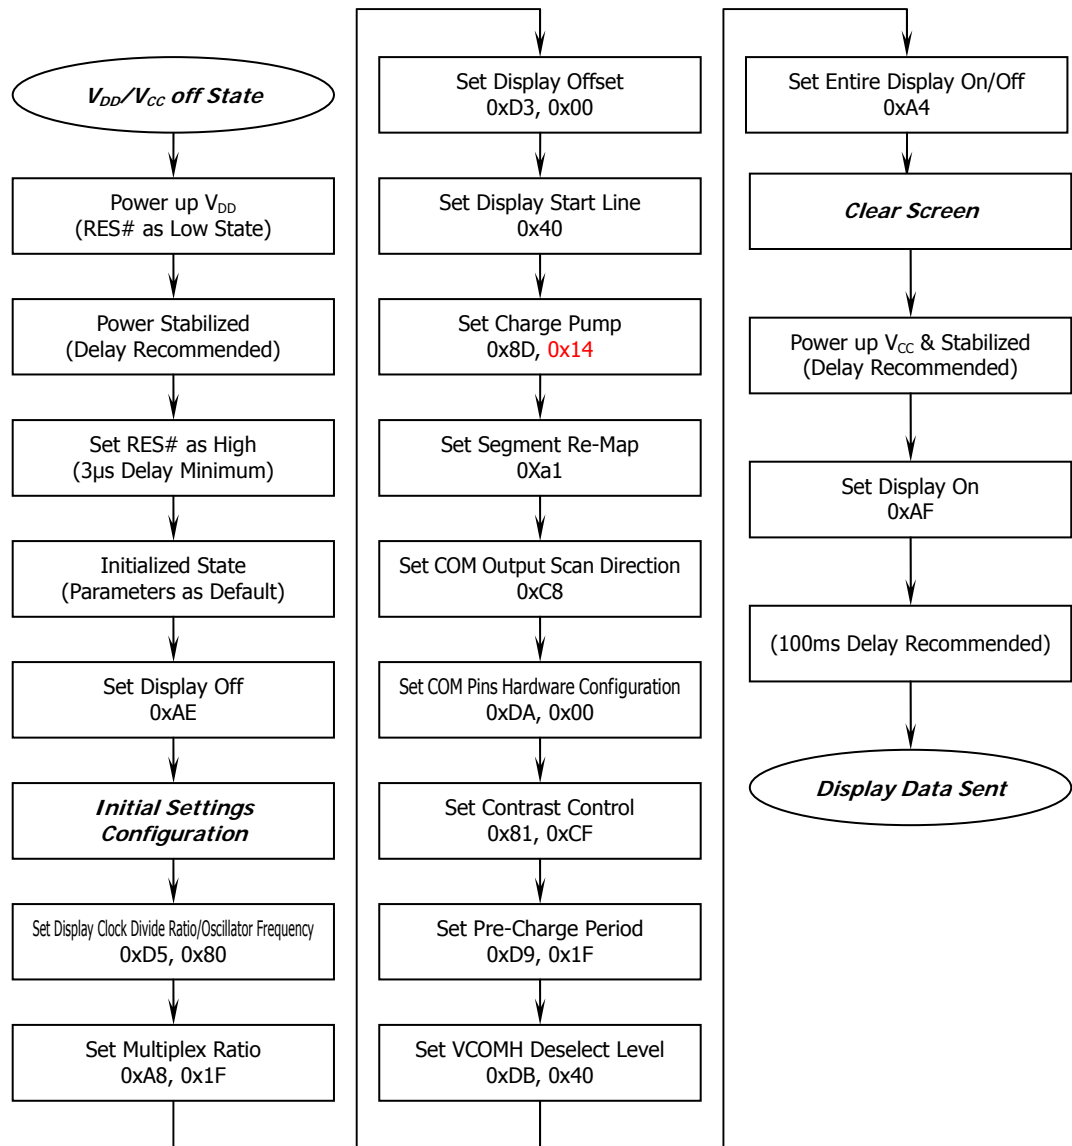 V_DD/V_CC off State
Power up V_DD
(RES# as Low State)
Power Stabilized
(Delay Recommended)
Set RES# as High
(3µs Delay Minimum)
Initialized State
(Parameters as Default)
Set Display Off
0xAE
Initial Settings
Configuration
Set Display Clock Divide Ratio/Oscillator Frequency
0xD5, 0x80
Set Multiplex Ratio
0xA8, 0x1F
Set Display Offset
0xD3, 0x00
Set Display Start Line
0x40
Set Charge Pump
0x8D, 0x14
Set Segment Re-Map
0Xa1
Set COM Output Scan Direction
0xC8
Set COM Pins Hardware Configuration
0xDA, 0x00
Set Contrast Control
0x81, 0xCF
Set Pre-Charge Period
0xD9, 0x1F
Set VCOMH Deselect Level
0xDB, 0x40
Set Entire Display On/Off
0xA4
Clear Screen
Power up V_CC & Stabilized
(Delay Recommended)
Set Display On
0xAF
(100ms Delay Recommended)
Display Data Sent